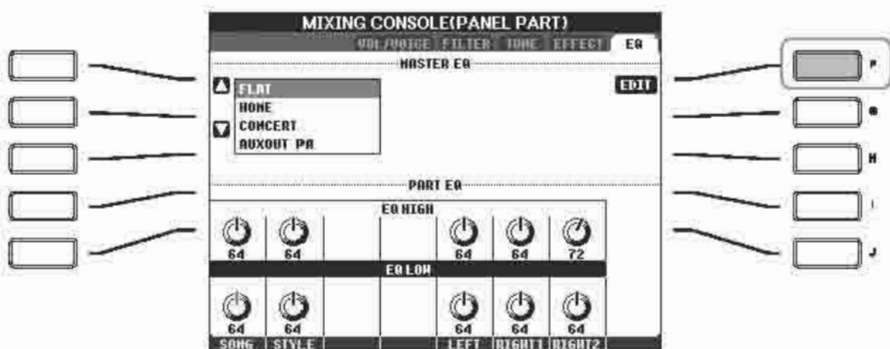 MIXING CONSOLE(PANEL PART)
VOL/VOICE FILTER TUNE EFFECT EQ
MASTER EQ
FLAT
HOME
CONCERT
AUXOUT PA
EDIT
F
G
H
I
J
PART EQ
EQ HIGH
64 64 64 64 72
EQ LOW
64 64 64 64 64
SONG STYLE LEFT RIGHT1 RIGHT2